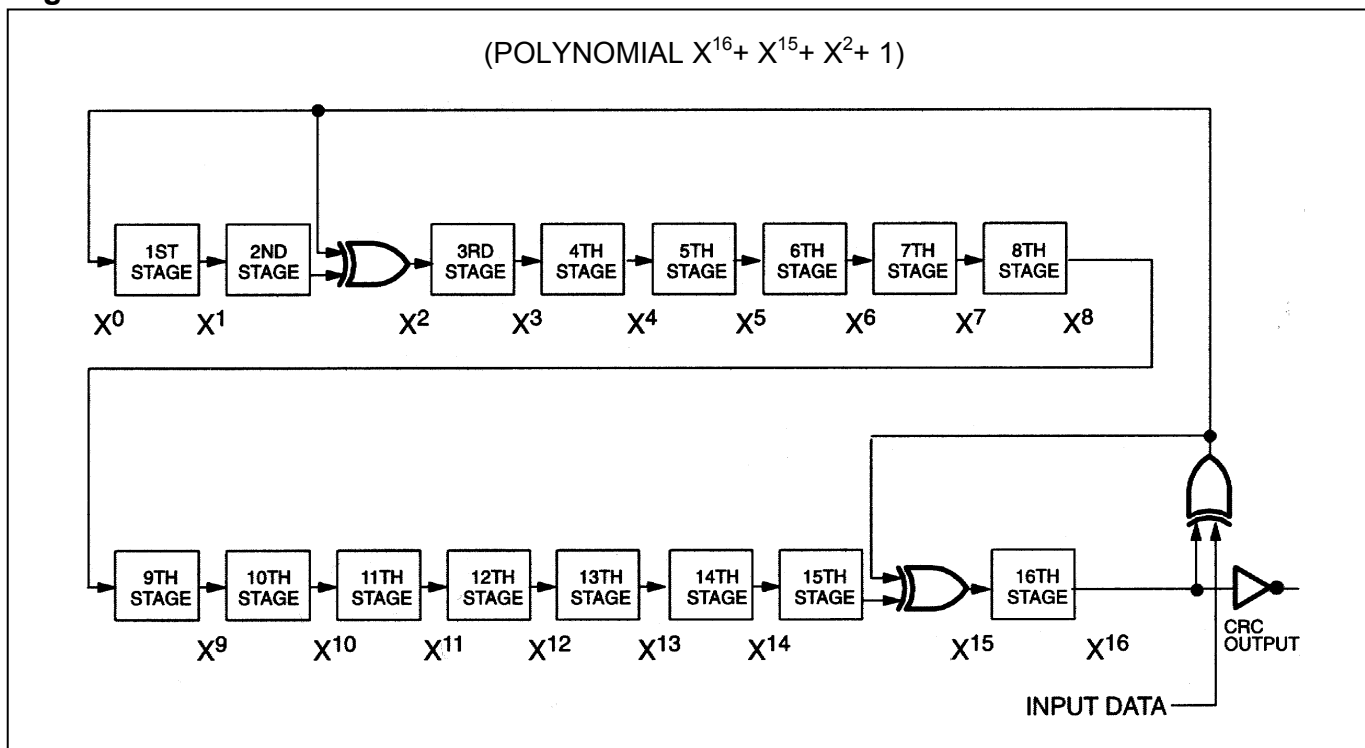 (POLYNOMIAL X¹⁶+ X¹⁵+ X²+ 1)
1ST STAGE
2ND STAGE
3RD STAGE
4TH STAGE
5TH STAGE
6TH STAGE
7TH STAGE
8TH STAGE
X⁰ X¹ X² X³ X⁴ X⁵ X⁶ X⁷ X⁸
9TH STAGE
10TH STAGE
11TH STAGE
12TH STAGE
13TH STAGE
14TH STAGE
15TH STAGE
16TH STAGE
X⁹ X¹⁰ X¹¹ X¹² X¹³ X¹⁴ X¹⁵ X¹⁶
CRC
OUTPUT
INPUT DATA